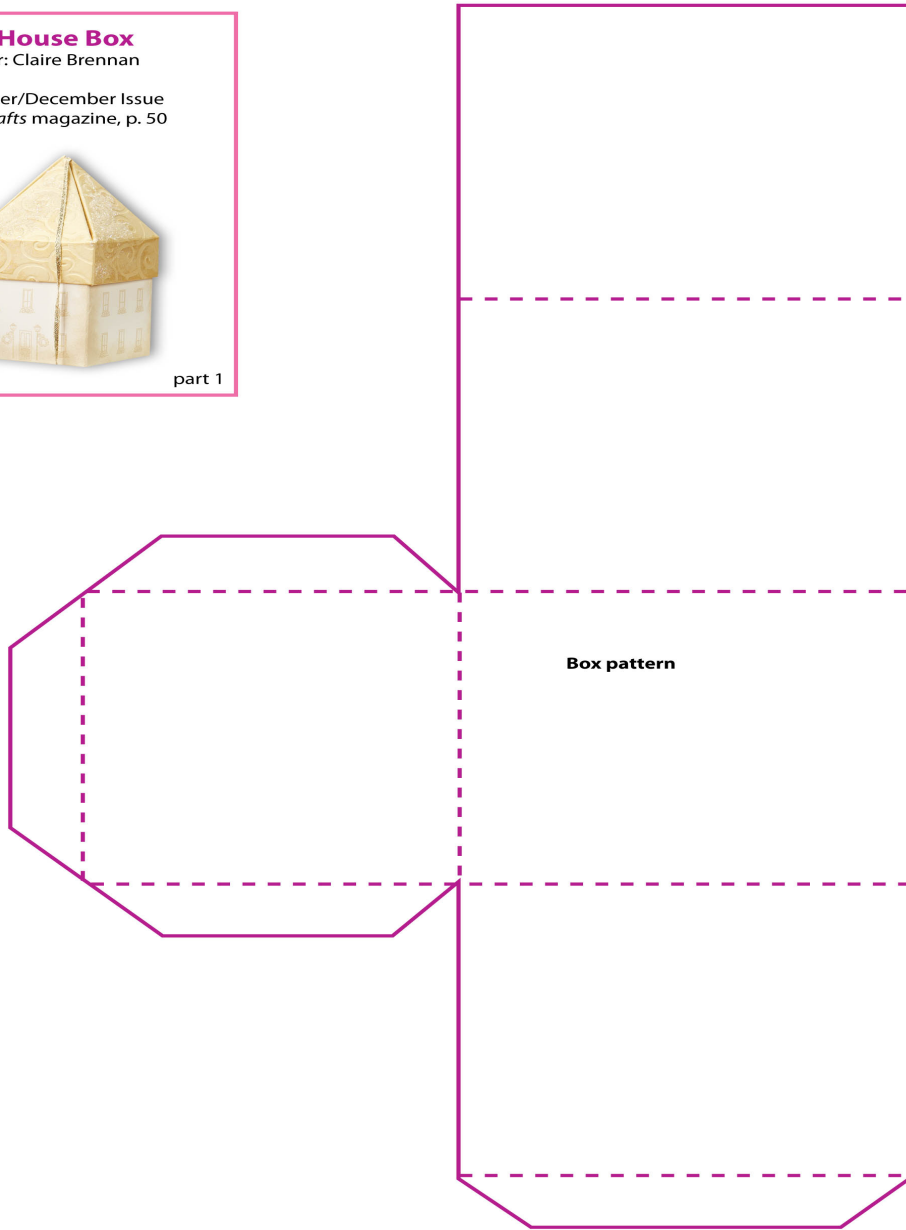 House Box
r: Claire Brennan
er/December Issue
afts magazine, p. 50
part 1
Box pattern